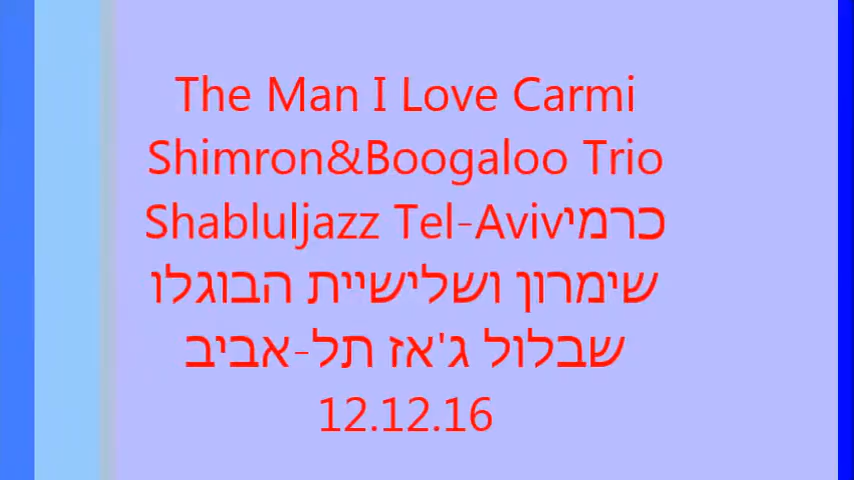 The Man I Love Carmi
Shimron&Boogaloo Trio
Shabluljazz Tel-Avivכרמי
שימרון ושלישיית הבוגלו
שבלול ג'אז תל-אביב
12.12.16